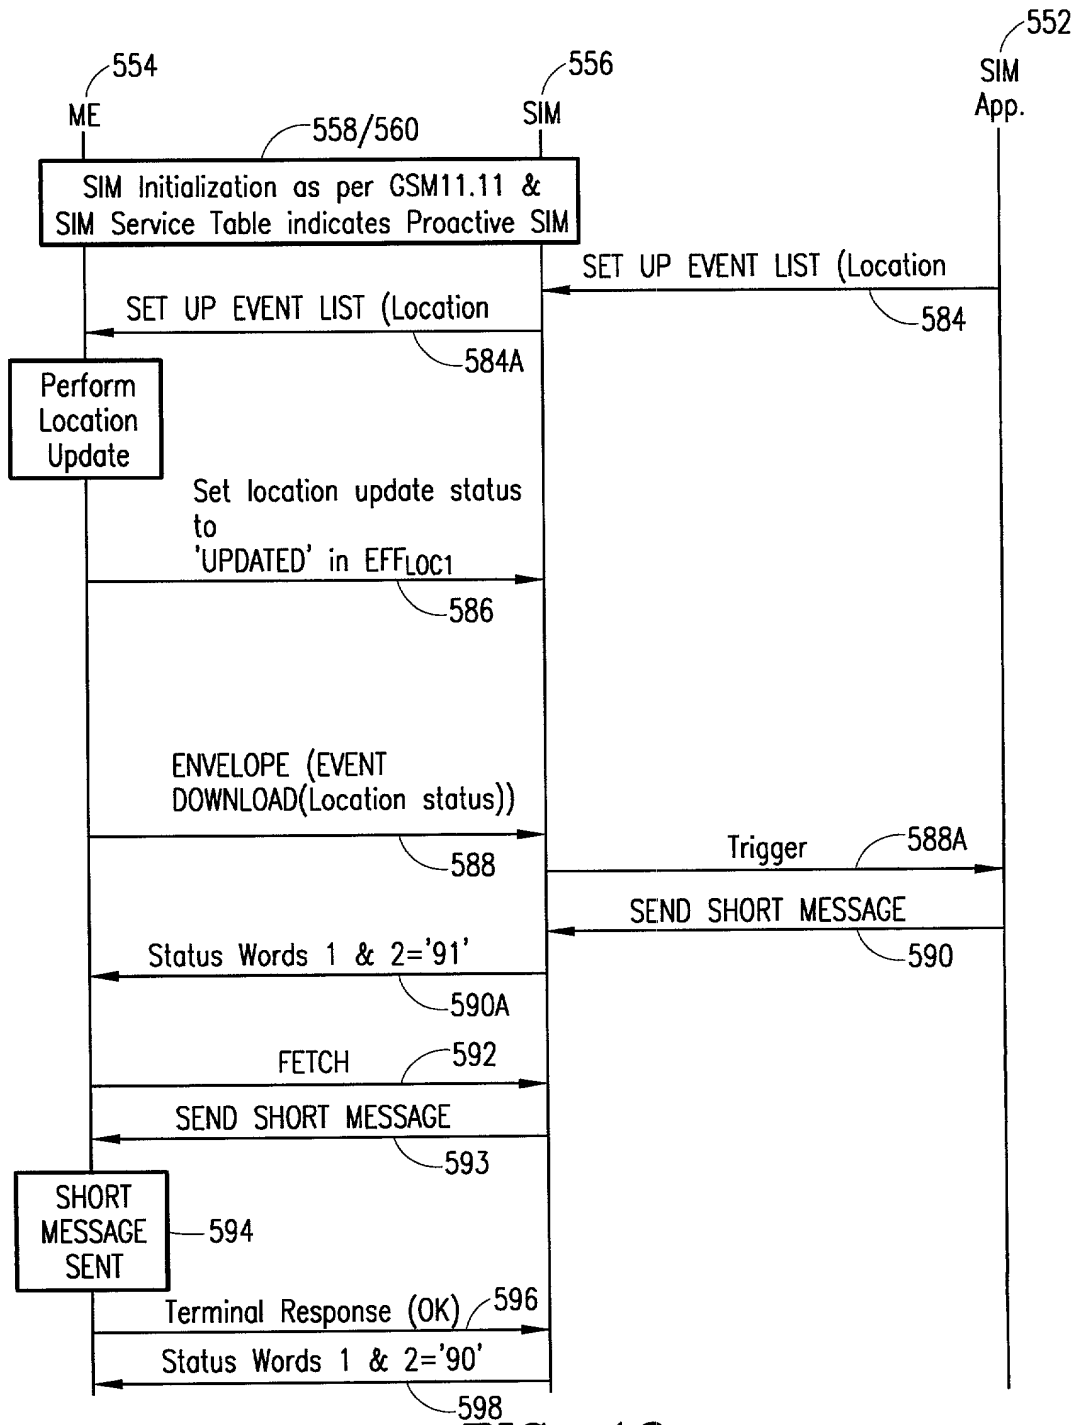 552
554
556
SIM
App.
ME
SIM
558/560
SIM Initialization as per GSM11.11 &
SIM Service Table indicates Proactive SIM
SET UP EVENT LIST (Location
584
SET UP EVENT LIST (Location
584A
Perform
Location
Update
Set location update status
to
'UPDATED' in EFFLOC1
586
ENVELOPE (EVENT
DOWNLOAD(Location status))
588
Trigger
588A
SEND SHORT MESSAGE
590
Status Words 1 & 2='91'
590A
FETCH
592
SEND SHORT MESSAGE
593
SHORT
MESSAGE
SENT
594
Terminal Response (OK)
596
Status Words 1 & 2='90'
598